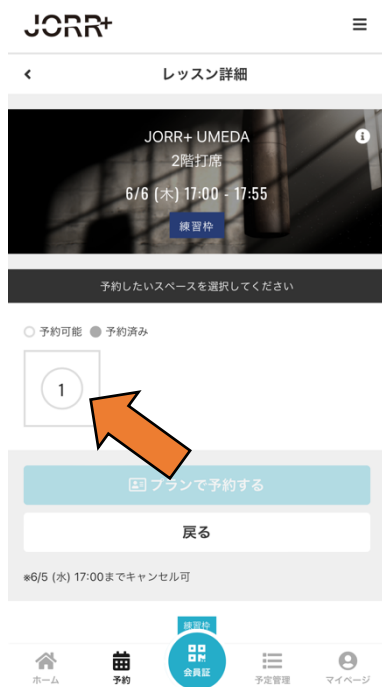 JORR+
レッスン詳細
JORR+ UMEDA
2階打席
6/6 (木) 17:00 - 17:55
練習枠
予約したいスペースを選択してください
予約可能 予約済み
1
プランで予約する
戻る
※6/5 (水) 17:00までキャンセル可
練習枠
ホーム 予約 会員証 予定管理 マイページ